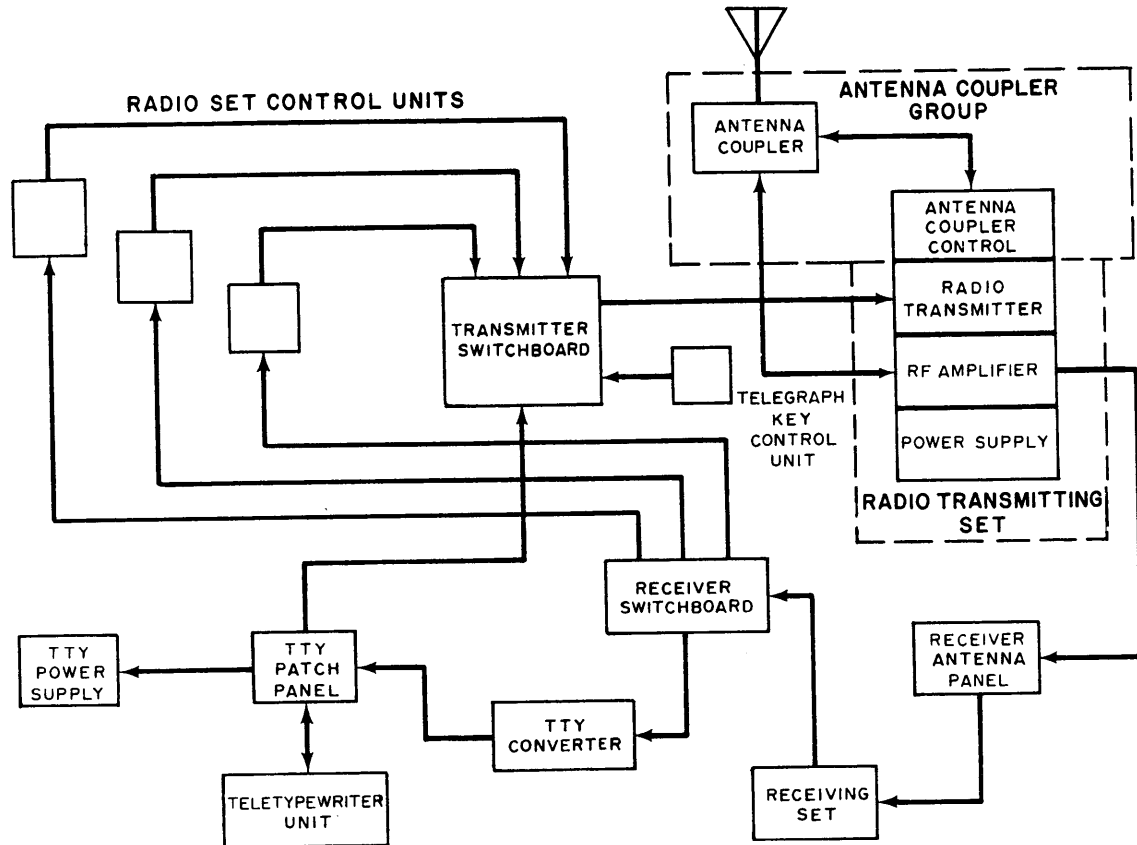 RADIO SET CONTROL UNITS
ANTENNA COUPLER
GROUP
ANTENNA
COUPLER
ANTENNA
COUPLER
CONTROL
RADIO
TRANSMITTER
TRANSMITTER
SWITCHBOARD
RF AMPLIFIER
TELEGRAPH
KEY
CONTROL
UNIT
POWER SUPPLY
RADIO TRANSMITTING
SET
RECEIVER
SWITCHBOARD
TTY
POWER
SUPPLY
TTY
PATCH
PANEL
RECEIVER
ANTENNA
PANEL
TTY
CONVERTER
TELETYPEWRITER
UNIT
RECEIVING
SET